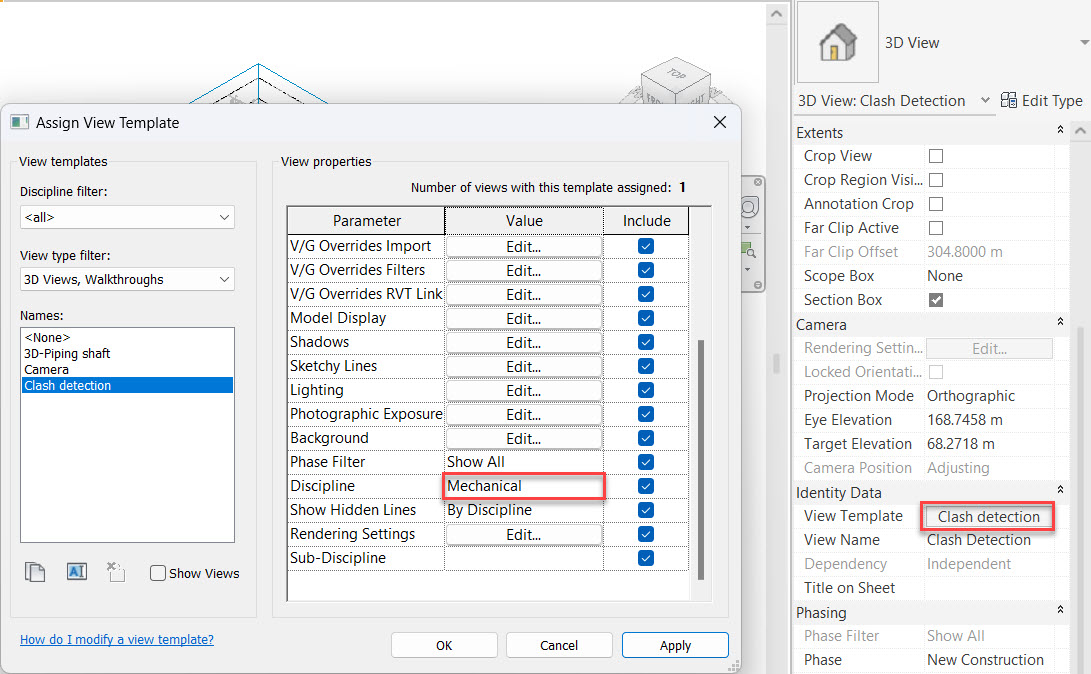 TOP
3D View
3D View: Clash Detection
Edit Type
Assign View Template
View templates
Discipline filter:
<all>
View type filter:
3D Views, Walkthroughs
Names:
<None>
3D-Piping shaft
Camera
Clash detection
Show Views
How do I modify a view template?
View properties
Number of views with this template assigned: 1
Parameter Value Include
V/G Overrides Import Edit...
V/G Overrides Filters Edit...
V/G Overrides RVT Link Edit...
Model Display Edit...
Shadows Edit...
Sketchy Lines Edit...
Lighting Edit...
Photographic Exposure Edit...
Background Edit...
Phase Filter Show All
Discipline Mechanical
Show Hidden Lines By Discipline
Rendering Settings Edit...
Sub-Discipline
OK Cancel Apply
Extents
Crop View
Crop Region Visi...
Annotation Crop
Far Clip Active
Far Clip Offset 304.8000 m
Scope Box None
Section Box
Camera
Rendering Settin... Edit...
Locked Orientati...
Projection Mode Orthographic
Eye Elevation 168.7458 m
Target Elevation 68.2718 m
Camera Position Adjusting
Identity Data
View Template Clash detection
View Name Clash Detection
Dependency Independent
Title on Sheet
Phasing
Phase Filter Show All
Phase New Construction